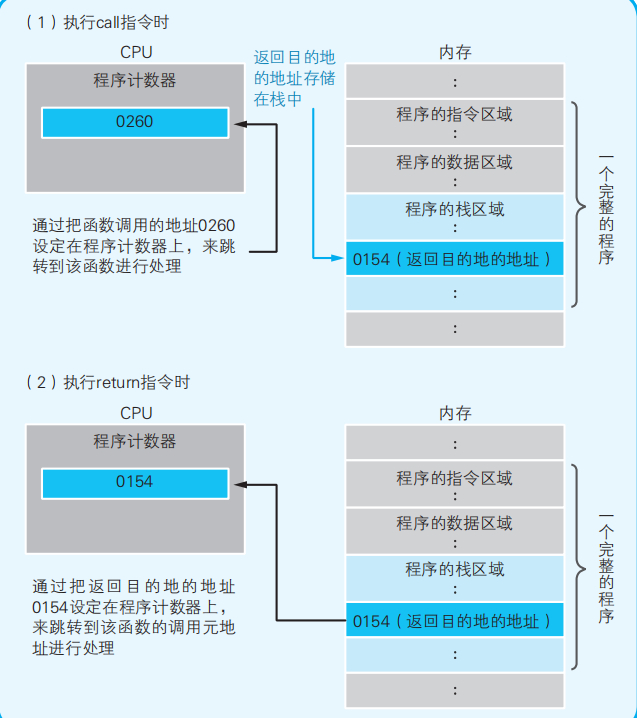 （1）执行call指令时
CPU
程序计数器
0260
通过把函数调用的地址0260
设定在程序计数器上，来跳
转到该函数进行处理
返回目的地
的地址存储
在栈中
内存
:
程序的指令区域
:
程序的数据区域
:
程序的栈区域
:
0154（返回目的地的地址）
:
:
一个完整的程序
（2）执行return指令时
CPU
程序计数器
0154
通过把返回目的地的地址
0154设定在程序计数器上，
来跳转到该函数的调用元地
址进行处理
内存
:
程序的指令区域
:
程序的数据区域
:
程序的栈区域
:
0154（返回目的地的地址）
:
:
一个完整的程序